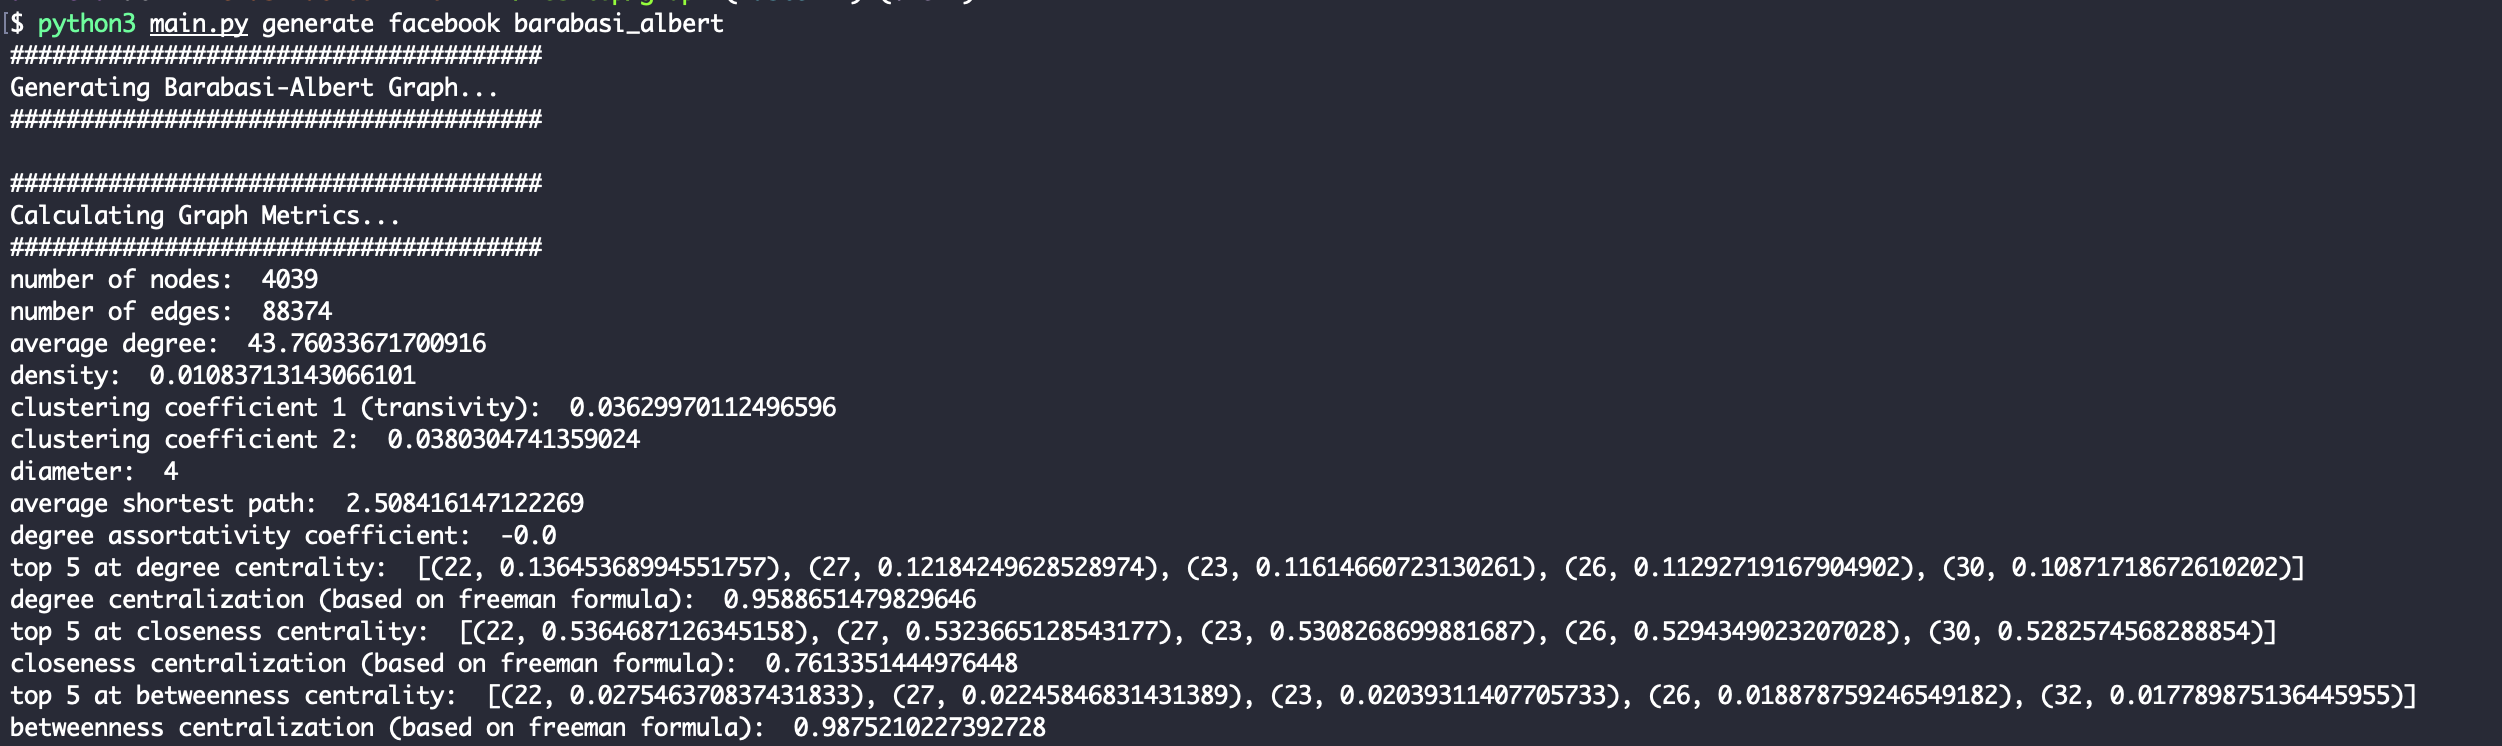 [$ python3 main.py generate facebook barabasi_albert
######################################
Generating Barabasi-Albert Graph...
######################################
######################################
Calculating Graph Metrics...
######################################
number of nodes:  4039
number of edges:  88374
average degree:  43.76033671700916
density:  0.01083713143066101
clustering coefficient 1 (transivity):  0.03629970112496596
clustering coefficient 2:  0.0380304741359024
diameter:  4
average shortest path:  2.508416147122269
degree assortativity coefficient:  -0.0
top 5 at degree centrality:  [(22, 0.13645368994551757), (27, 0.12184249628528974), (23, 0.11614660723130261), (26, 0.11292719167904902), (30, 0.10871718672610202)]
degree centralization (based on freeman formula):  0.9588651479829646
top 5 at closeness centrality:  [(22, 0.5364687126345158), (27, 0.5323665128543177), (23, 0.5308268699881687), (26, 0.5294349023207028), (30, 0.5282574568288854)]
closeness centralization (based on freeman formula):  0.7613351444976448
top 5 at betweenness centrality:  [(22, 0.027546370837431833), (27, 0.02245846831431389), (23, 0.02039311407705733), (26, 0.018878759246549182), (32, 0.017789875136445955)]
betweenness centralization (based on freeman formula):  0.9875210227392728